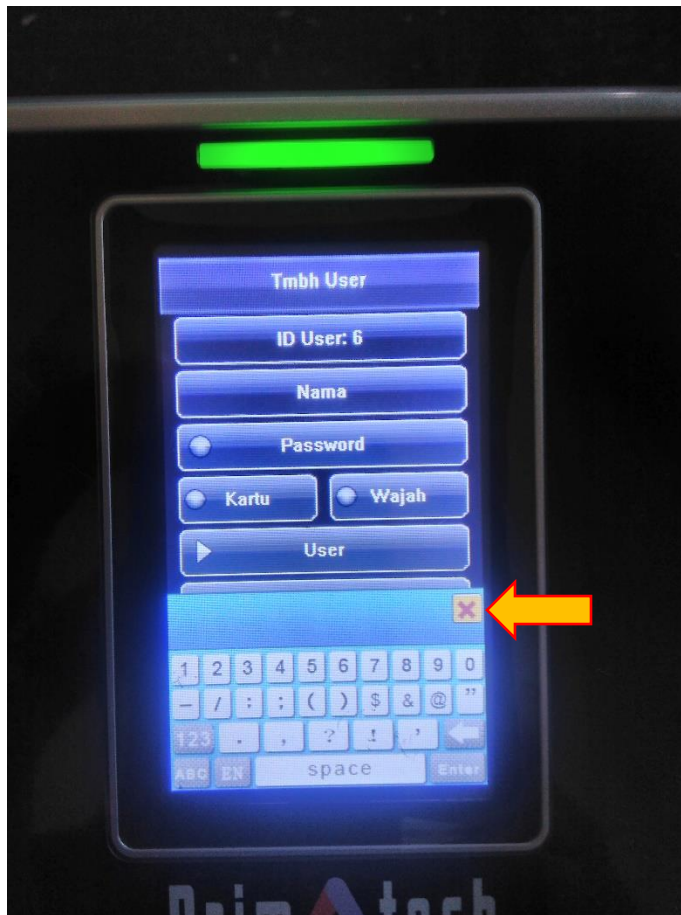 Tmbh User
ID User: 6
Nama
Password
Kartu Wajah
User
1 2 3 4 5 6 7 8 9 0
– / : ; ( ) $ & @ ”
123 . , ? ! ’
ABC EN space Enter